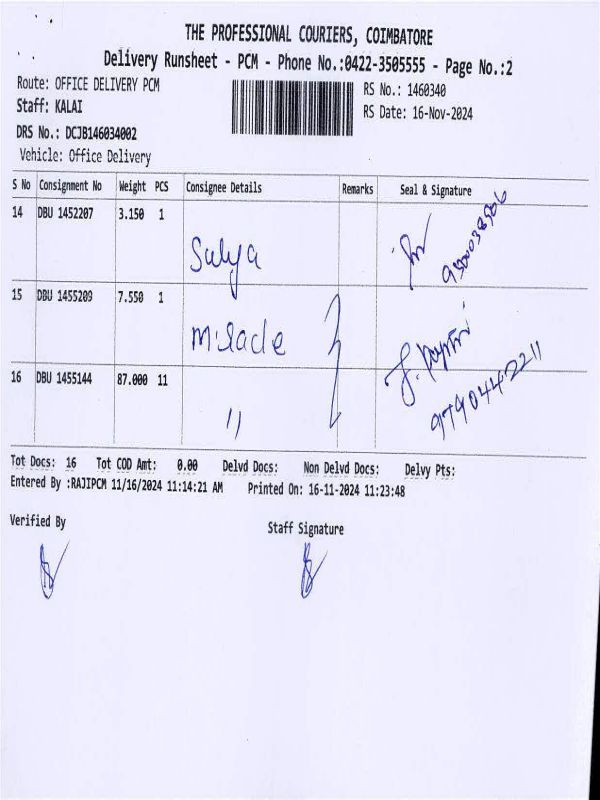 THE PROFESSIONAL COURIERS, COIMBATORE
Delivery Runsheet - PCM - Phone No.:0422-3505555 - Page No.:2
Route: OFFICE DELIVERY PCM
RS No.: 1460340
Staff: KALAI
RS Date: 16-Nov-2024
DRS No.: DCJB146034002
Vehicle: Office Delivery
S No Consignment No Weight PCS Consignee Details Remarks Seal & Signature
14 DBU 1452207 3.150 1
Satya
15 DBU 1455209 7.550 1
Miracle
16 DBU 1455144 87.000 11
9790442211
"
Tot Docs: 16 Tot COD Amt: 0.00 Delvd Docs: Non Delvd Docs: Delvy Pts:
Entered By :RAJIPCM 11/16/2024 11:14:21 AM Printed On: 16-11-2024 11:23:48
Verified By
Staff Signature